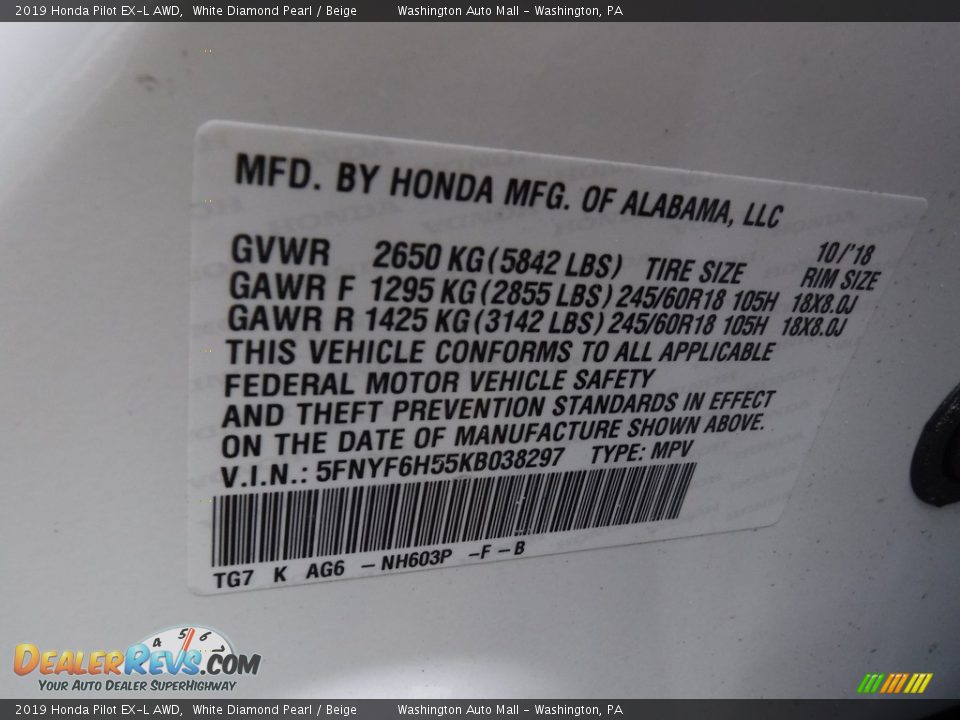 2019 Honda Pilot EX-L AWD, White Diamond Pearl / Beige Washington Auto Mall - Washington, PA
MFD. BY HONDA MFG. OF ALABAMA, LLC
10/'18
GVWR 2650 KG (5842 LBS) TIRE SIZE RIM SIZE
GAWR F 1295 KG (2855 LBS) 245/60R18 105H 18X8.0J
GAWR R 1425 KG (3142 LBS) 245/60R18 105H 18X8.0J
THIS VEHICLE CONFORMS TO ALL APPLICABLE
FEDERAL MOTOR VEHICLE SAFETY
AND THEFT PREVENTION STANDARDS IN EFFECT
ON THE DATE OF MANUFACTURE SHOWN ABOVE.
V.I.N.: 5FNYF6H55KB038297 TYPE: MPV
TG7 K AG6 - NH603P - F - B
4 5 6
DEALERREVS.COM
YOUR AUTO DEALER SUPERHIGHWAY
2019 Honda Pilot EX-L AWD, White Diamond Pearl / Beige Washington Auto Mall - Washington, PA